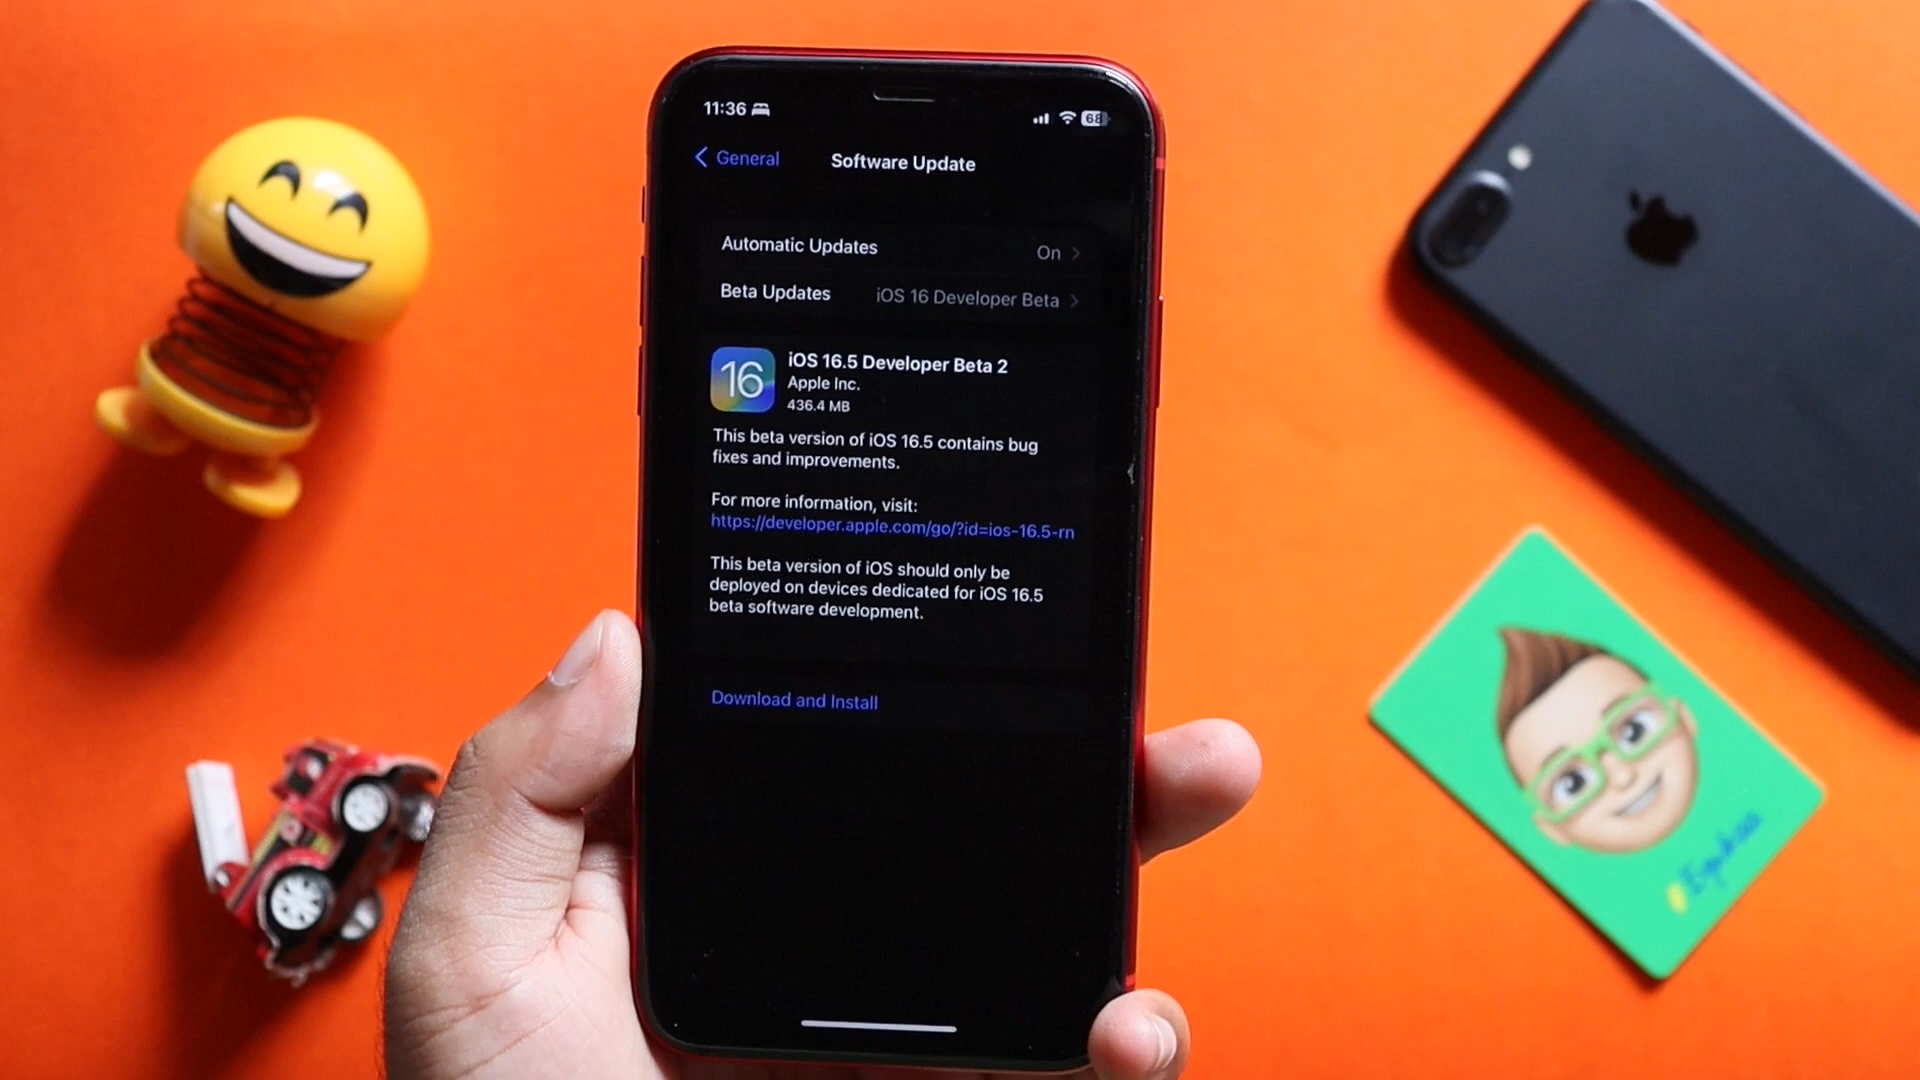 11:36
68
General
Software Update
Automatic Updates
On
Beta Updates
iOS 16 Developer Beta
16
iOS 16.5 Developer Beta 2
Apple Inc.
436.4 MB
This beta version of iOS 16.5 contains bug
fixes and improvements.
For more information, visit:
https://developer.apple.com/go/?id=ios-16.5-rn
This beta version of iOS should only be
deployed on devices dedicated for iOS 16.5
beta software development.
Download and Install